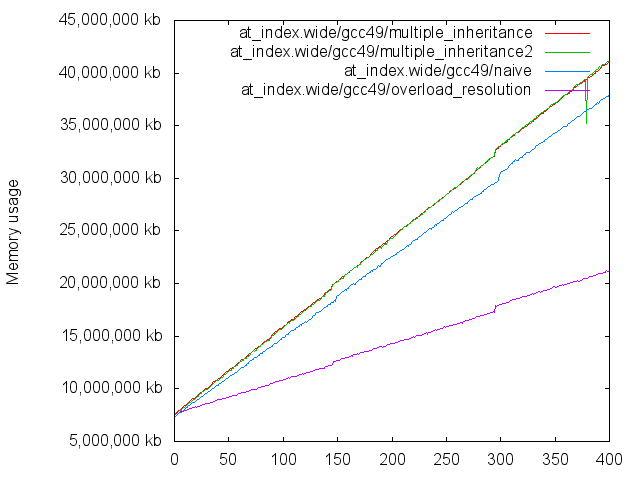 45,000,000 kb
40,000,000 kb
35,000,000 kb
30,000,000 kb
25,000,000 kb
20,000,000 kb
15,000,000 kb
10,000,000 kb
5,000,000 kb
Memory usage
at_index.wide/gcc49/multiple_inheritance
at_index.wide/gcc49/multiple_inheritance2
at_index.wide/gcc49/naive
at_index.wide/gcc49/overload_resolution
0 50 100 150 200 250 300 350 400